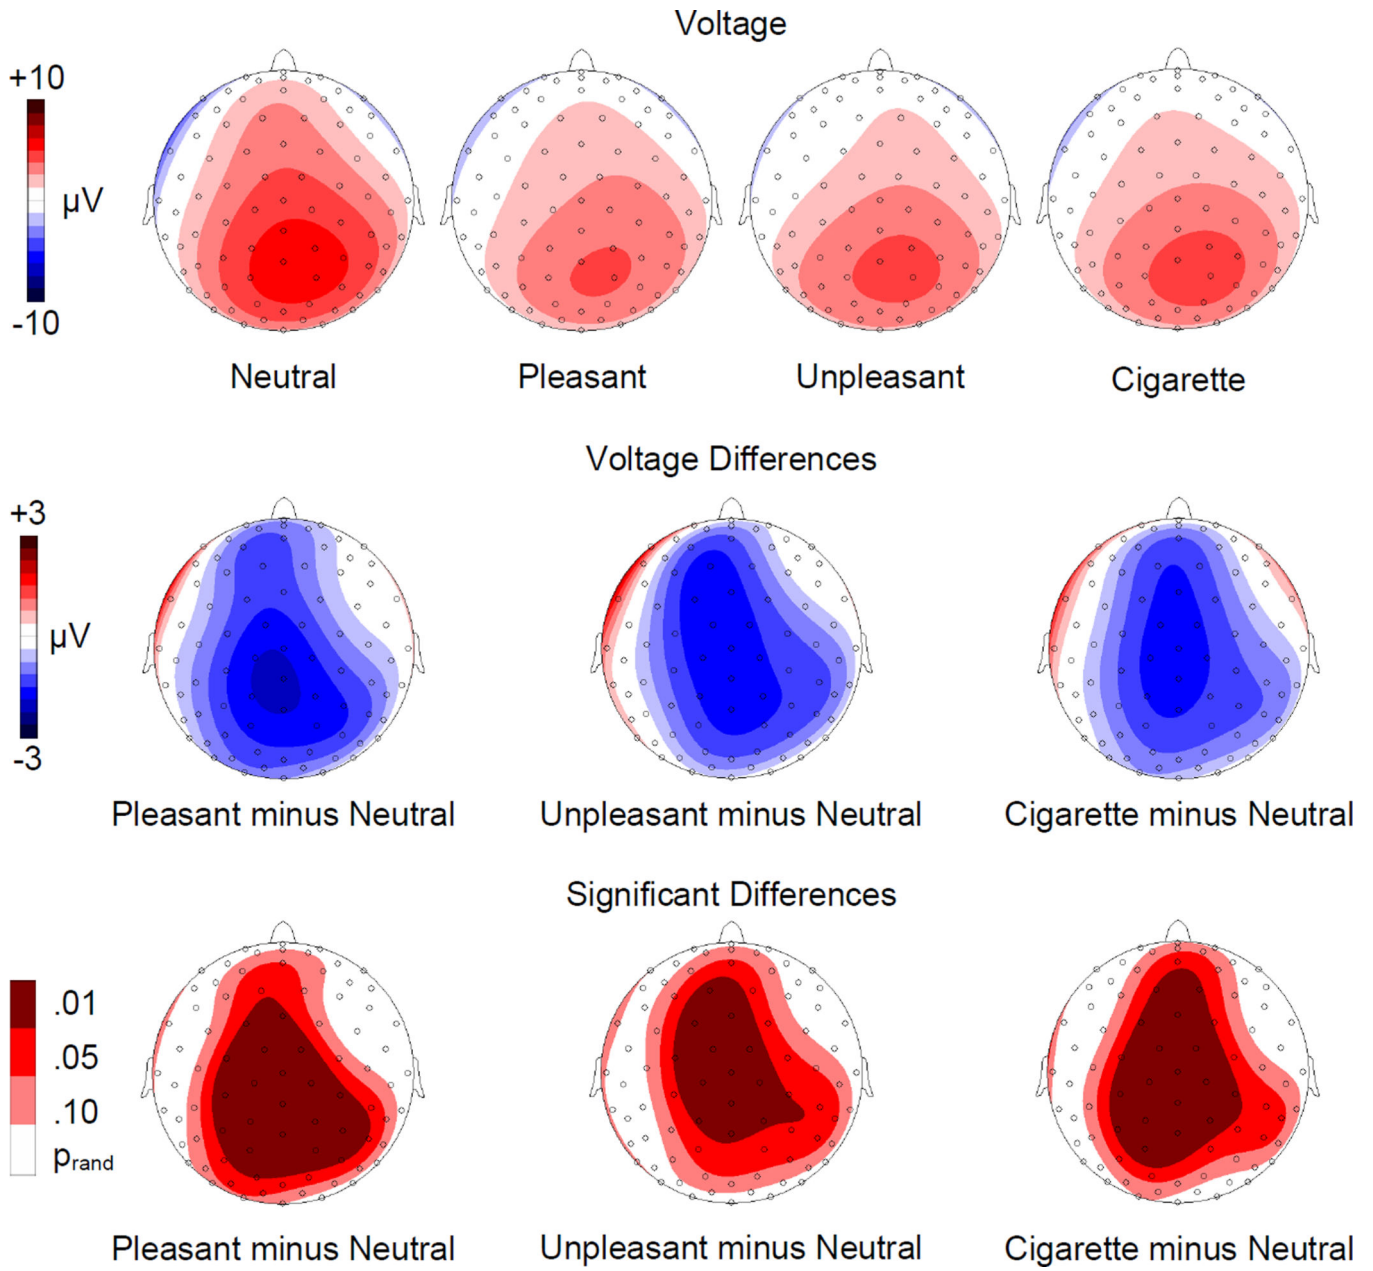 Voltage
+10
μV
-10
Neutral
Pleasant
Unpleasant
Cigarette
Voltage Differences
+3
μV
-3
Pleasant minus Neutral
Unpleasant minus Neutral
Cigarette minus Neutral
Significant Differences
.01
.05
.10
prand
Pleasant minus Neutral
Unpleasant minus Neutral
Cigarette minus Neutral